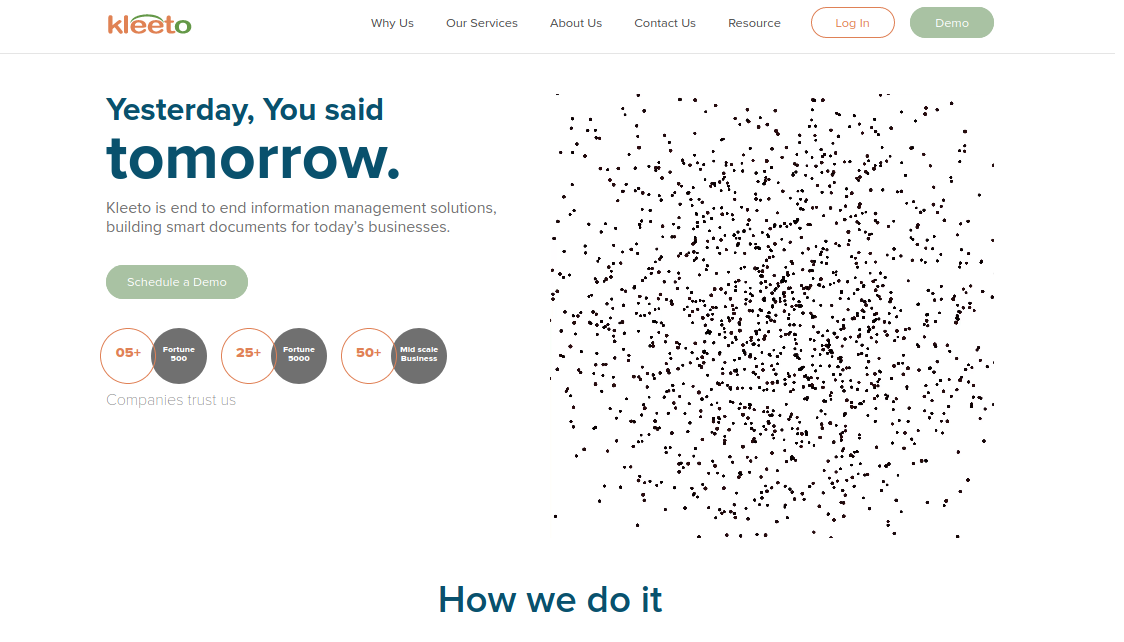 kleeto
Why Us
Our Services
About Us
Contact Us
Resource
Log In
Demo
Yesterday, You said
tomorrow.
Kleeto is end to end information management solutions,
building smart documents for today's businesses.
Schedule a Demo
05+
Fortune
500
25+
Fortune
5000
50+
Mid scale
Business
Companies trust us
How we do it